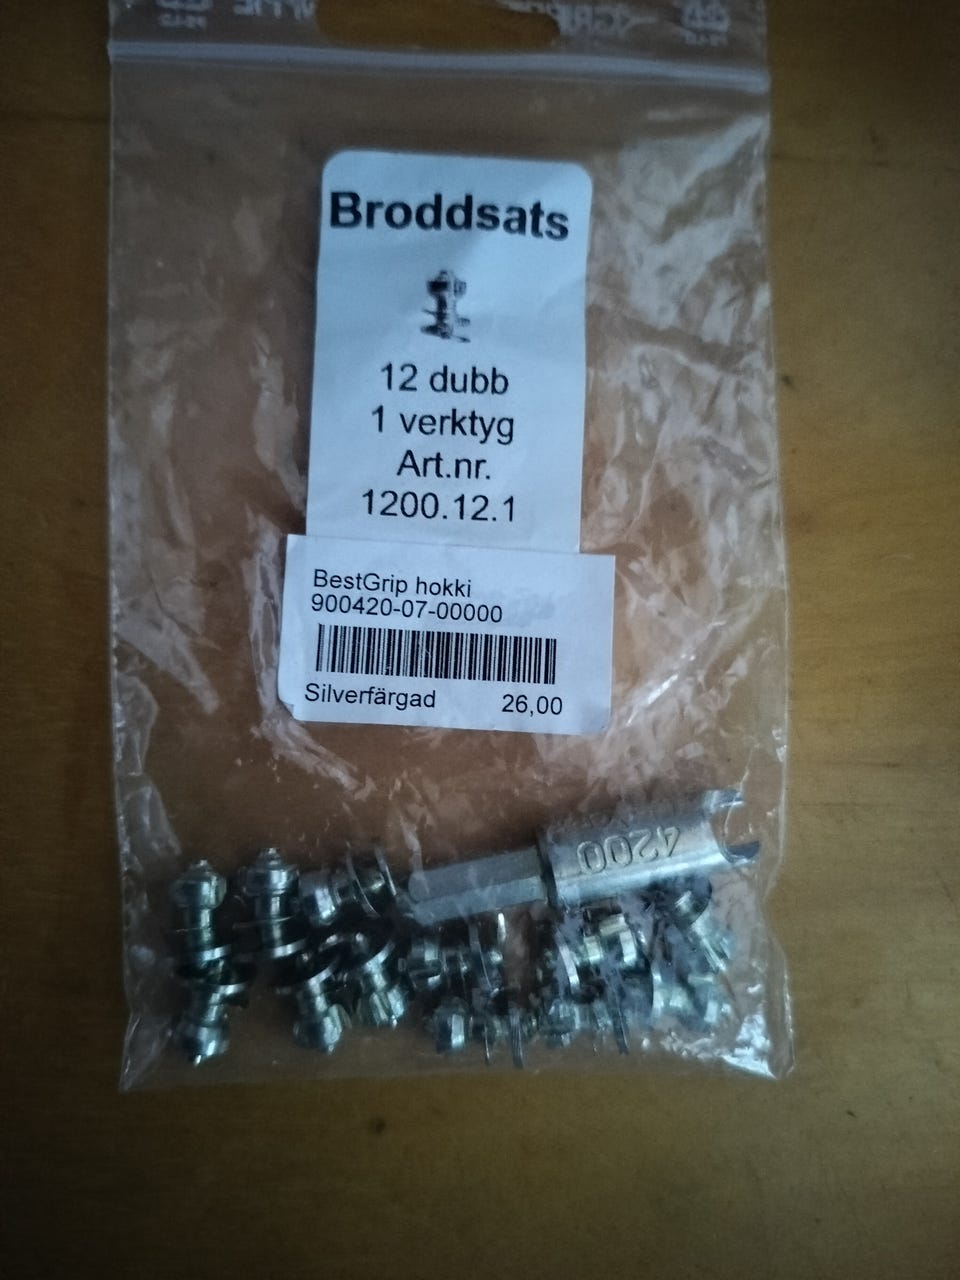 Broddsats
12 dubb
1 verktyg
Art.nr.
1200.12.1
BestGrip hokki
900420-07-00000
Silverfärgad 26,00
4200